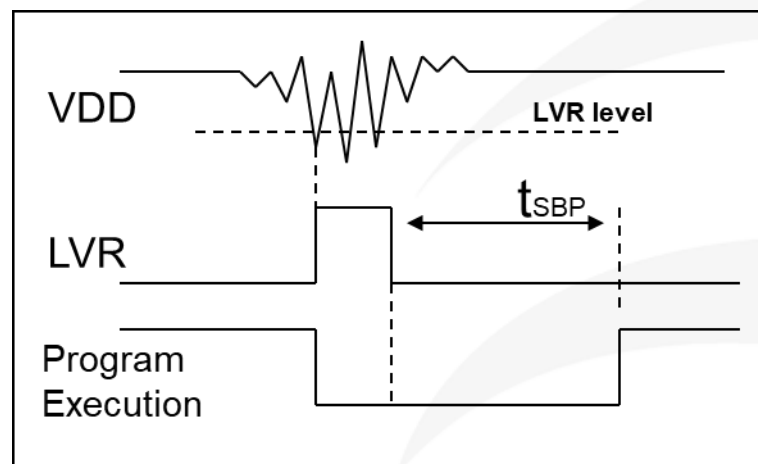 VDD
LVR level
LVR
tSBP
Program
Execution